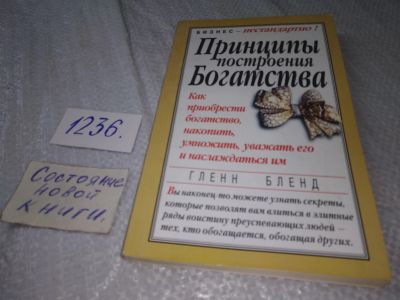 БИЗНЕС – нестандартно!
Принципы
построения
Богатства
Как
приобрести
богатство,
накопить,
умножить, уважать его
и наслаждаться им
ГЛЕНН БЛЕНД
Вы наконец-то можете узнать секреты,
которые позволят вам влиться в элитные
ряды воистину преуспевающих людей –
тех, кто обогащается, обогащая других.
1236.
Состояние
новой
книги.